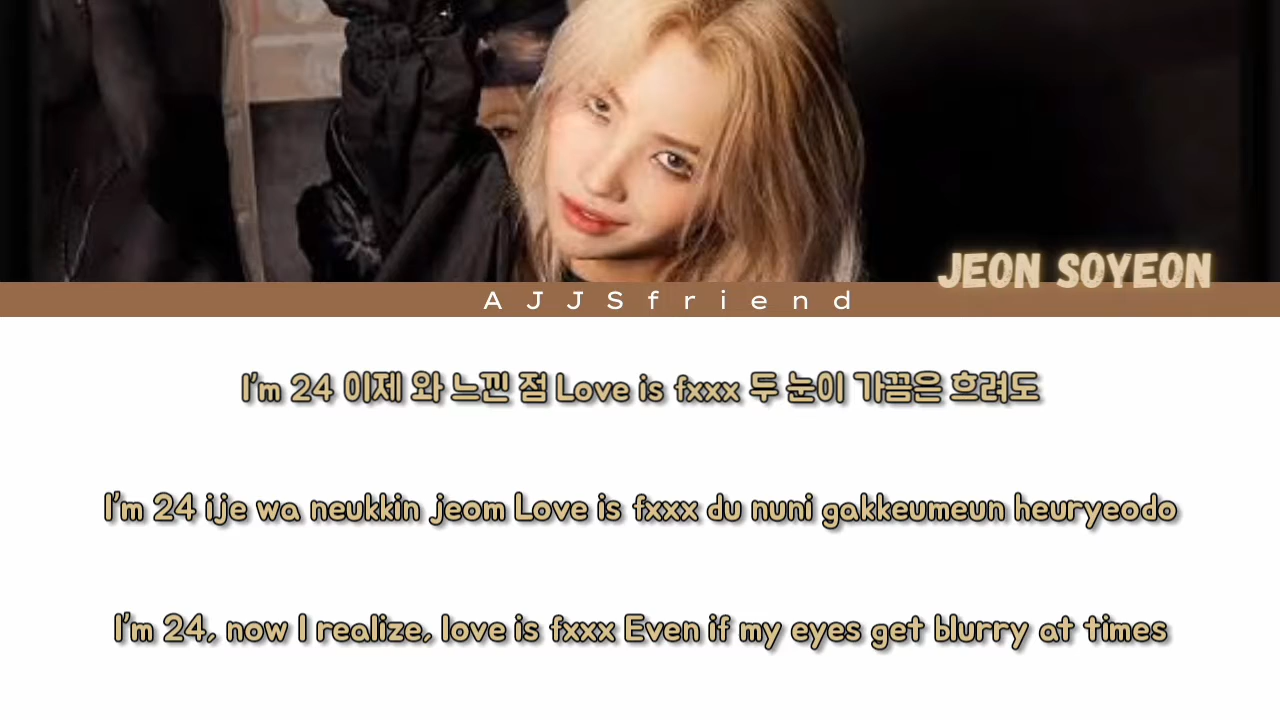 JEON SOYEON
AJJSfriend
I'm 24 이제 와 느낀 점 Love is fxxx 두 눈이 가끔은 흐려도
I'm 24 ije wa neukkin jeom Love is fxxx du nuni gakkeumeun heuryeodo
I'm 24, now I realize, love is fxxx Even if my eyes get blurry at times